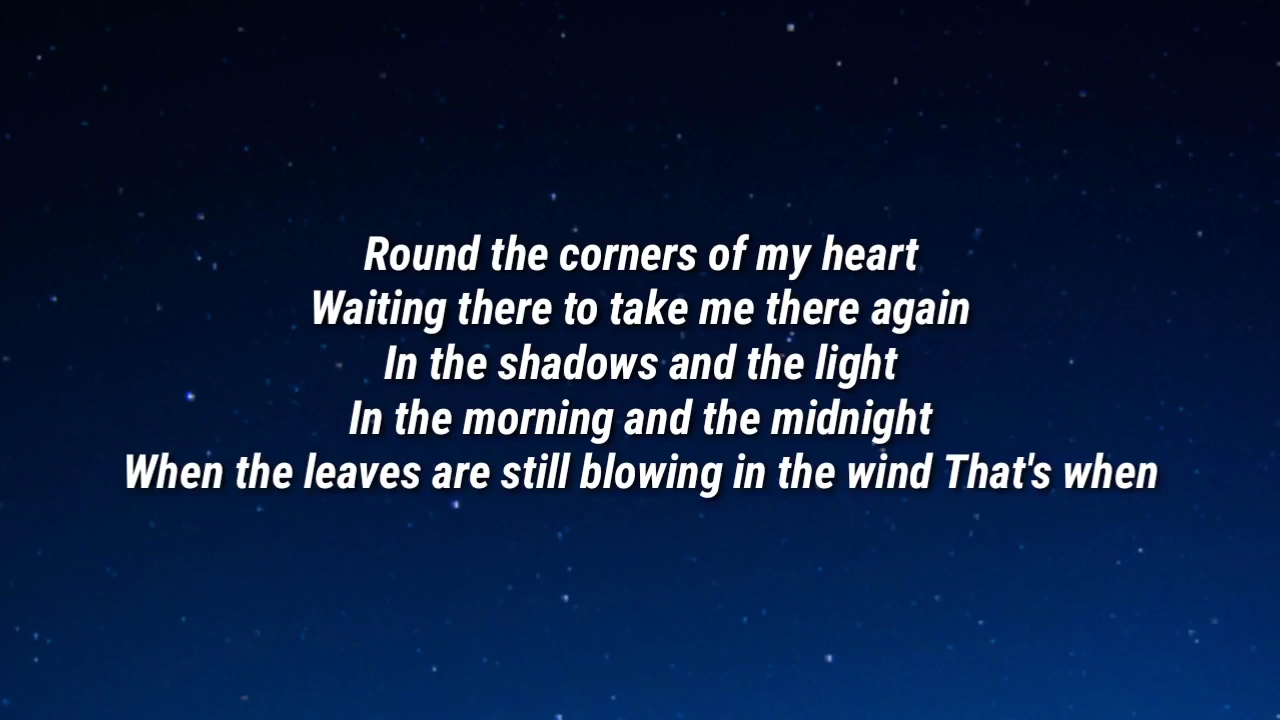 Round the corners of my heart
Waiting there to take me there again
In the shadows and the light
In the morning and the midnight
When the leaves are still blowing in the wind That's when